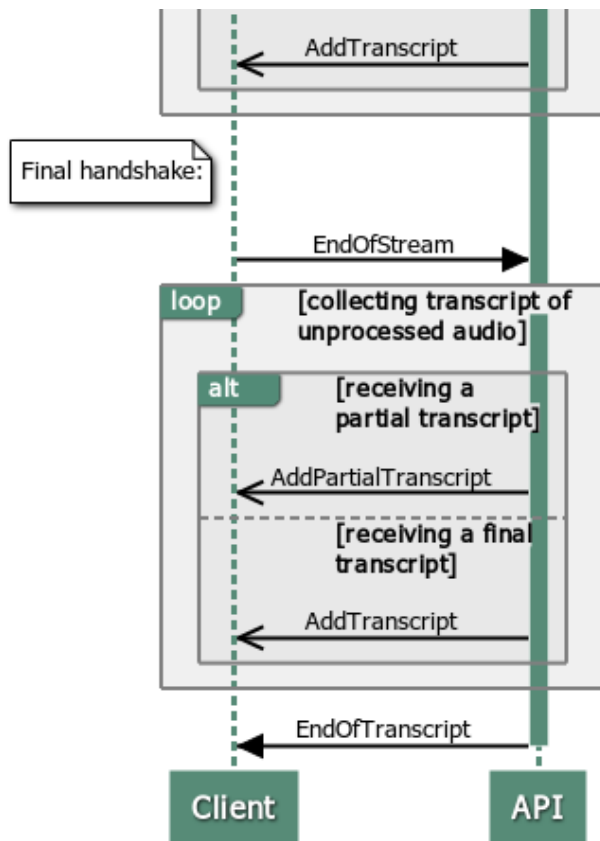 AddTranscript
Final handshake:
EndOfStream
loop
[collecting transcript of
unprocessed audio]
alt
[receiving a
partial transcript]
AddPartialTranscript
[receiving a final
transcript]
AddTranscript
EndOfTranscript
Client
API